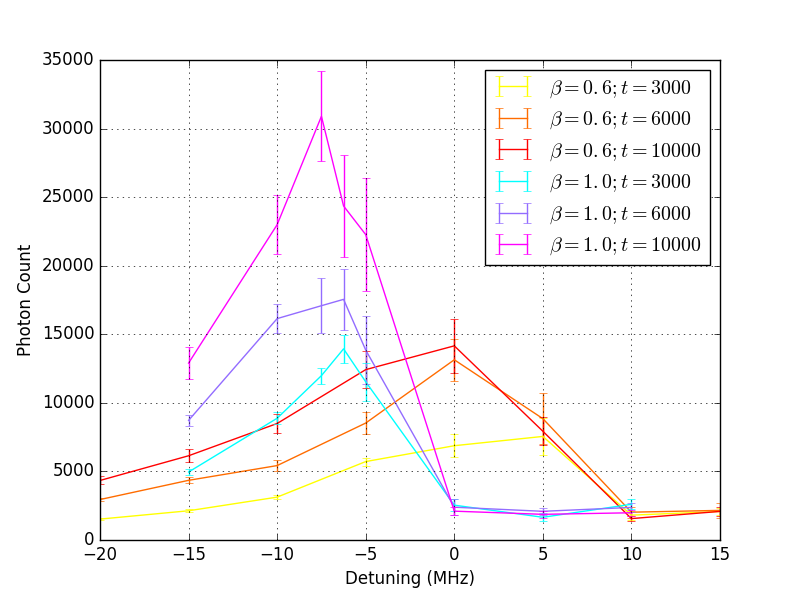 35000
30000
25000
20000
15000
10000
5000
0
Photon Count
−20
−15
−10
−5
0
5
10
15
Detuning (MHz)
β = 0.6; t = 3000
β = 0.6; t = 6000
β = 0.6; t = 10000
β = 1.0; t = 3000
β = 1.0; t = 6000
β = 1.0; t = 10000